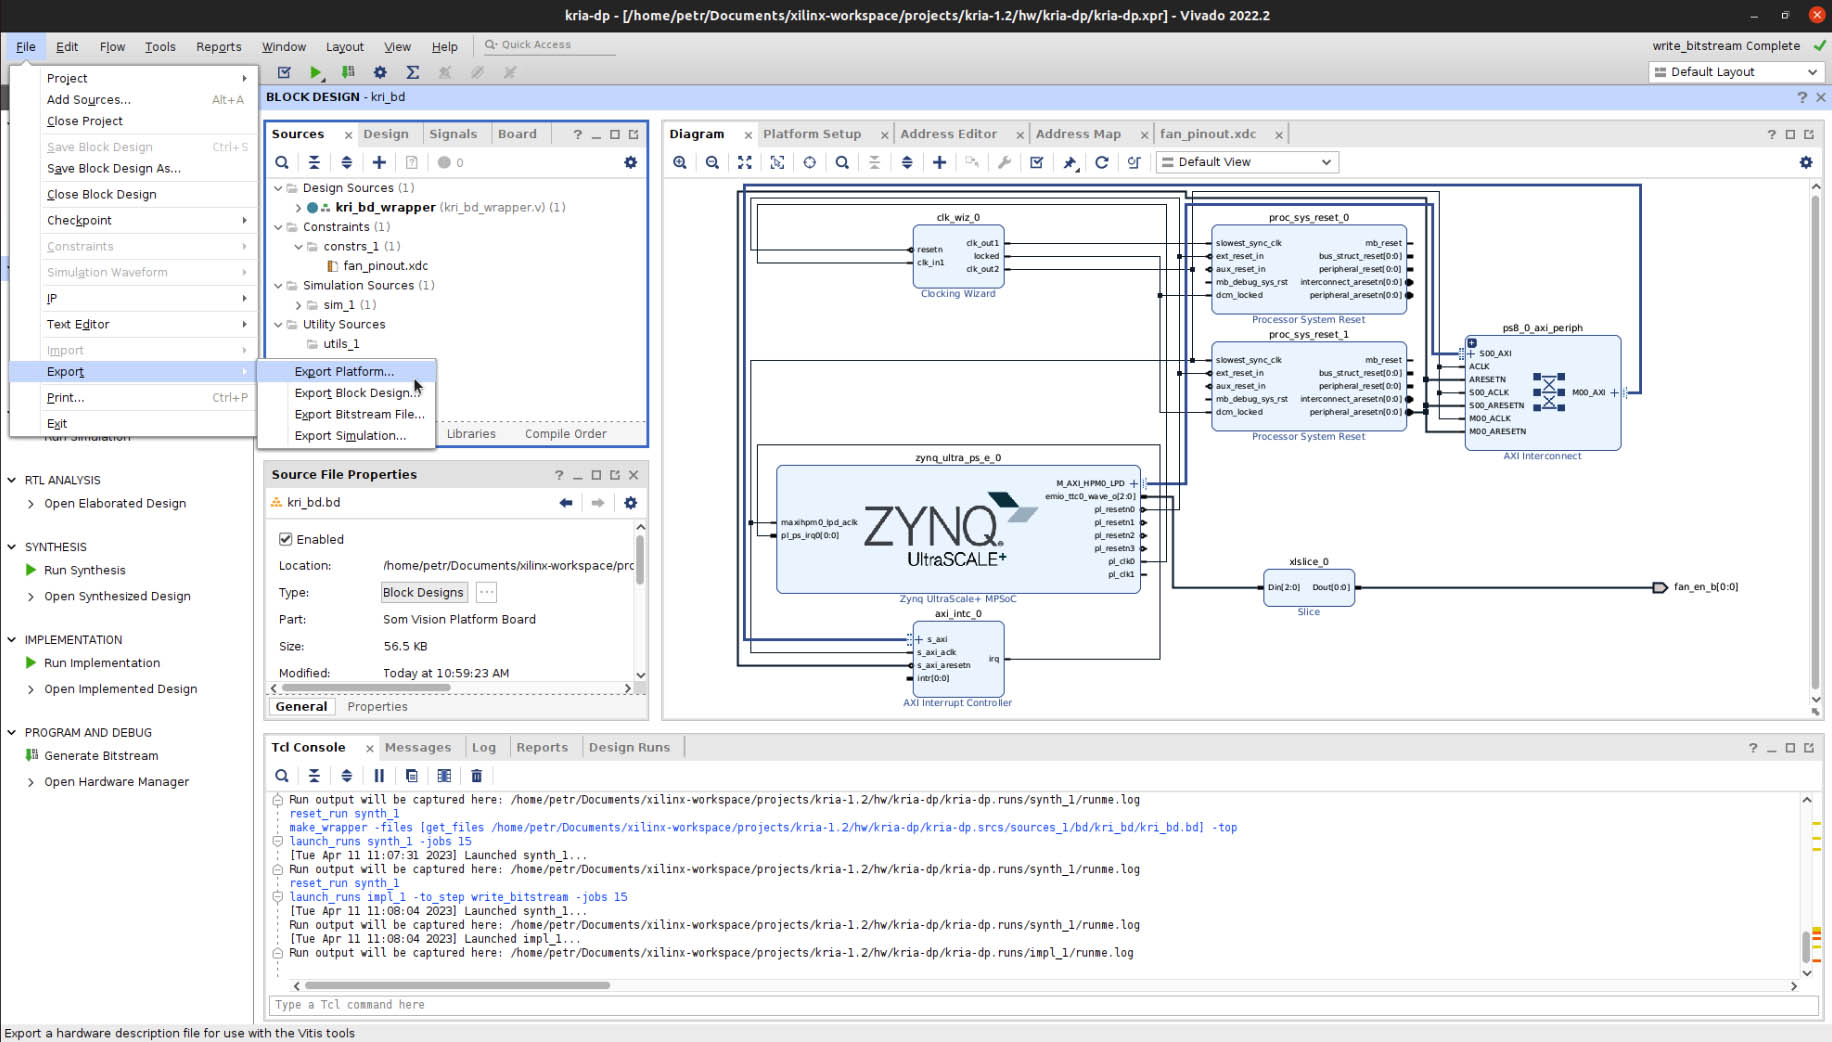 kria-dp - [/home/petr/Documents/xilinx-workspace/projects/kria-1.2/hw/kria-dp/kria-dp.xpr] - Vivado 2022.2
File Edit Flow Tools Reports Window Layout View Help Quick Access
write_bitstream Complete
Default Layout
Project
Add Sources... Alt+A
Close Project
Save Block Design Ctrl+S
Save Block Design As...
Close Block Design
Checkpoint
Constraints
Simulation Waveform
IP
Text Editor
Import
Export
Print... Ctrl+P
Exit
Export Platform...
Export Block Design...
Export Bitstream File...
Export Simulation...
RTL ANALYSIS
Open Elaborated Design
SYNTHESIS
Run Synthesis
Open Synthesized Design
IMPLEMENTATION
Run Implementation
Open Implemented Design
PROGRAM AND DEBUG
Generate Bitstream
Open Hardware Manager
BLOCK DESIGN - kri_bd
Sources Design Signals Board
0
Design Sources (1)
kri_bd_wrapper (kri_bd_wrapper.v) (1)
Constraints (1)
constrs_1 (1)
fan_pinout.xdc
Simulation Sources (1)
sim_1 (1)
Utility Sources
utils_1
Libraries Compile Order
Source File Properties
kri_bd.bd
Enabled
Location: /home/petr/Documents/xilinx-workspace/prc
Type: Block Designs
Part: Som Vision Platform Board
Size: 56.5 KB
Modified: Today at 10:59:23 AM
General Properties
Diagram Platform Setup Address Editor Address Map fan_pinout.xdc
Default View
clk_wiz_0
resetn
clk_in1
clk_out1
locked
clk_out2
Clocking Wizard
proc_sys_reset_0
slowest_sync_clk mb_reset
ext_reset_in bus_struct_reset[0:0]
aux_reset_in peripheral_reset[0:0]
mb_debug_sys_rst interconnect_aresetn[0:0]
dcm_locked peripheral_aresetn[0:0]
Processor System Reset
proc_sys_reset_1
slowest_sync_clk mb_reset
ext_reset_in bus_struct_reset[0:0]
aux_reset_in peripheral_reset[0:0]
mb_debug_sys_rst interconnect_aresetn[0:0]
dcm_locked peripheral_aresetn[0:0]
Processor System Reset
ps8_0_axi_periph
S00_AXI
ACLK
ARESETN
S00_ACLK
S00_ARESETN
M00_ACLK
M00_ARESETN
M00_AXI
AXI Interconnect
zynq_ultra_ps_e_0
maxihpm0_lpd_aclk
pl_ps_irq0[0:0]
ZYNQ
UltraSCALE+
M_AXI_HPM0_LPD
emio_ttc0_wave_o[2:0]
pl_resetn0
pl_resetn1
pl_resetn2
pl_resetn3
pl_clk0
pl_clk1
Zynq UltraScale+ MPSoC
xlslice_0
Din[2:0] Dout[0:0]
Slice
fan_en_b[0:0]
axi_intc_0
s_axi
s_axi_aclk
s_axi_aresetn
intr[0:0]
irq
AXI Interrupt Controller
Tcl Console Messages Log Reports Design Runs
Run output will be captured here: /home/petr/Documents/xilinx-workspace/projects/kria-1.2/hw/kria-dp/kria-dp.runs/synth_1/runme.log
reset_run synth_1
make_wrapper -files [get_files /home/petr/Documents/xilinx-workspace/projects/kria-1.2/hw/kria-dp/kria-dp.srcs/sources_1/bd/kri_bd/kri_bd.bd] -top
launch_runs synth_1 -jobs 15
[Tue Apr 11 11:07:31 2023] Launched synth_1...
Run output will be captured here: /home/petr/Documents/xilinx-workspace/projects/kria-1.2/hw/kria-dp/kria-dp.runs/synth_1/runme.log
reset_run synth_1
launch_runs impl_1 -to_step write_bitstream -jobs 15
[Tue Apr 11 11:08:04 2023] Launched synth_1...
Run output will be captured here: /home/petr/Documents/xilinx-workspace/projects/kria-1.2/hw/kria-dp/kria-dp.runs/synth_1/runme.log
[Tue Apr 11 11:08:04 2023] Launched impl_1...
Run output will be captured here: /home/petr/Documents/xilinx-workspace/projects/kria-1.2/hw/kria-dp/kria-dp.runs/impl_1/runme.log
Type a Tcl command here
Export a hardware description file for use with the Vitis tools